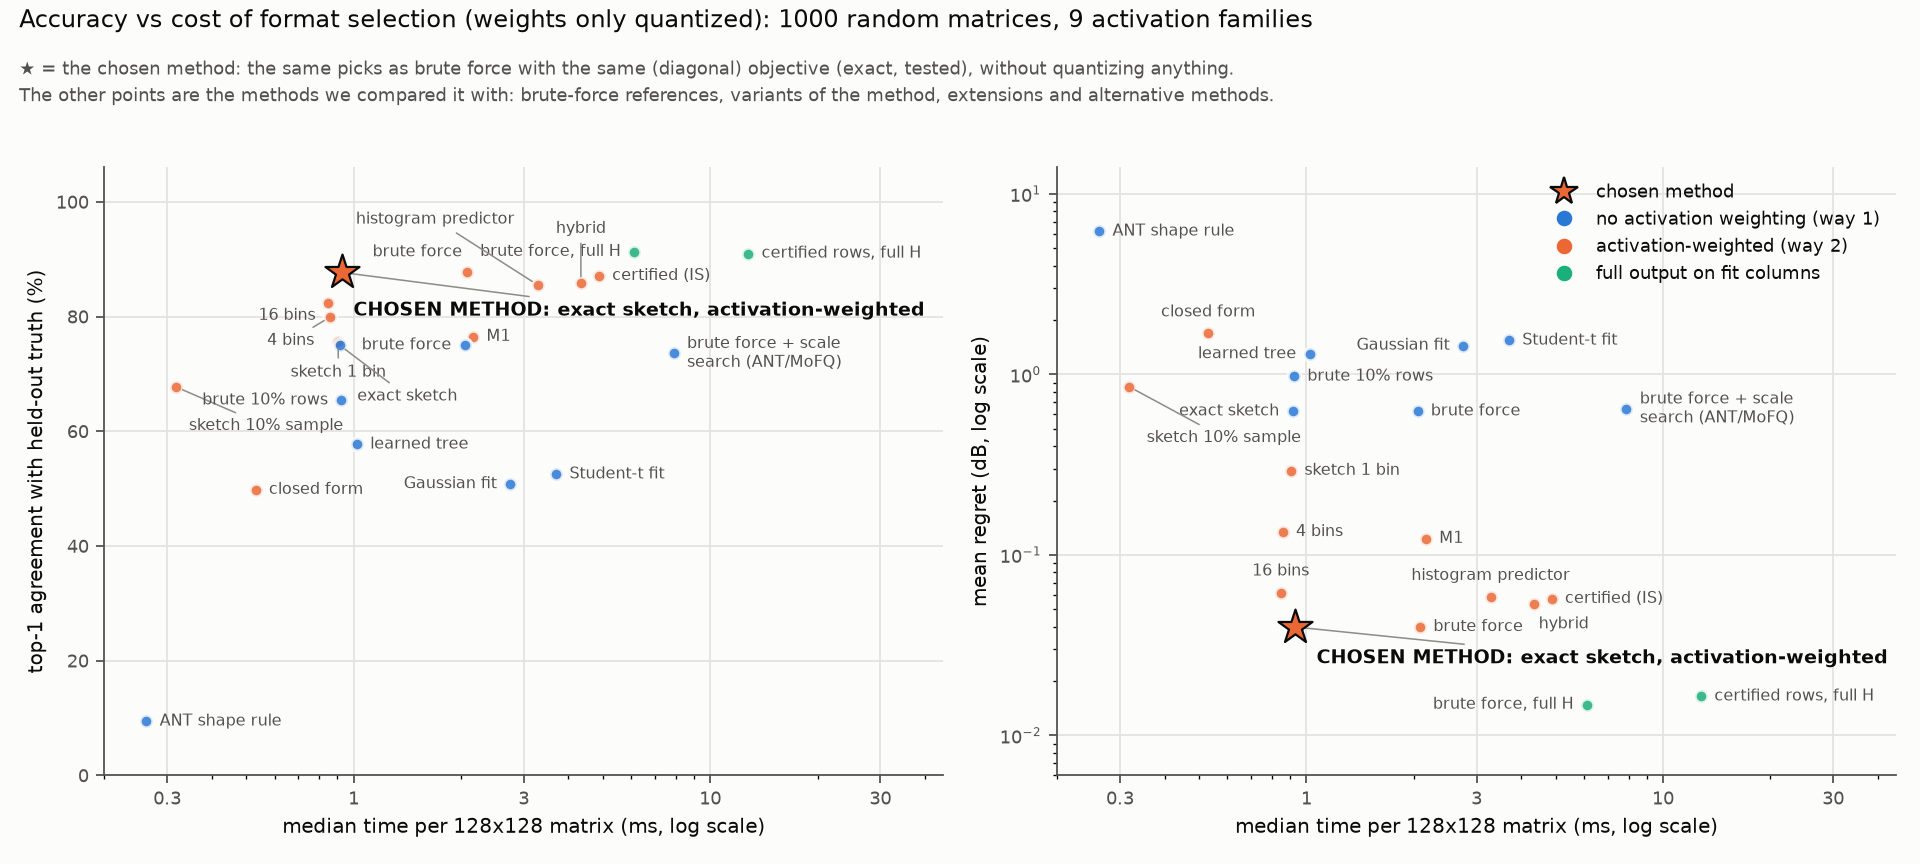 Accuracy vs cost of format selection (weights only quantized): 1000 random matrices, 9 activation families
★ = the chosen method: the same picks as brute force with the same (diagonal) objective (exact, tested), without quantizing anything.
The other points are the methods we compared it with: brute-force references, variants of the method, extensions and alternative methods.
top-1 agreement with held-out truth (%)
100
80
60
40
20
0
histogram predictor
hybrid
brute force
brute force, full H
certified rows, full H
certified (IS)
CHOSEN METHOD: exact sketch, activation-weighted
16 bins
4 bins
brute force
M1
brute force + scale
search (ANT/MoFQ)
sketch 1 bin
exact sketch
brute 10% rows
sketch 10% sample
learned tree
closed form
Gaussian fit
Student-t fit
ANT shape rule
0.3
1
3
10
30
median time per 128x128 matrix (ms, log scale)
mean regret (dB, log scale)
10¹
10⁰
10⁻¹
10⁻²
chosen method
no activation weighting (way 1)
activation-weighted (way 2)
full output on fit columns
ANT shape rule
closed form
learned tree
Gaussian fit
Student-t fit
brute 10% rows
exact sketch
brute force
brute force + scale
search (ANT/MoFQ)
sketch 10% sample
sketch 1 bin
4 bins
M1
16 bins
histogram predictor
certified (IS)
hybrid
brute force
CHOSEN METHOD: exact sketch, activation-weighted
brute force, full H
certified rows, full H
0.3
1
3
10
30
median time per 128x128 matrix (ms, log scale)